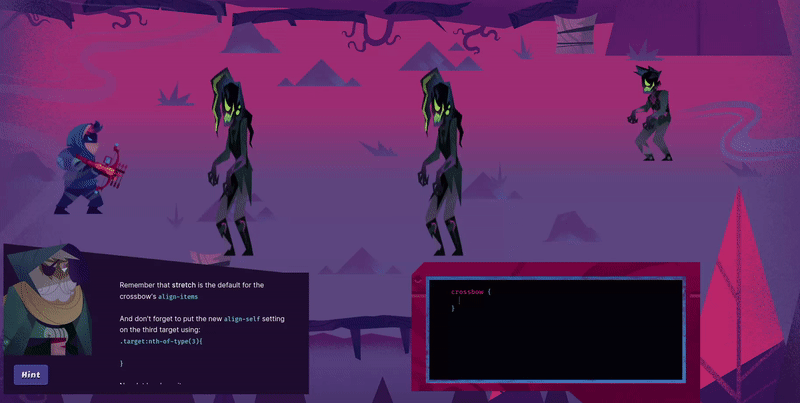 Remember that stretch is the default for the
crossbow's align-items
And don't forget to put the new align-self setting
on the third target using:
.target:nth-of-type(3){
}
Hint
crossbow {
}